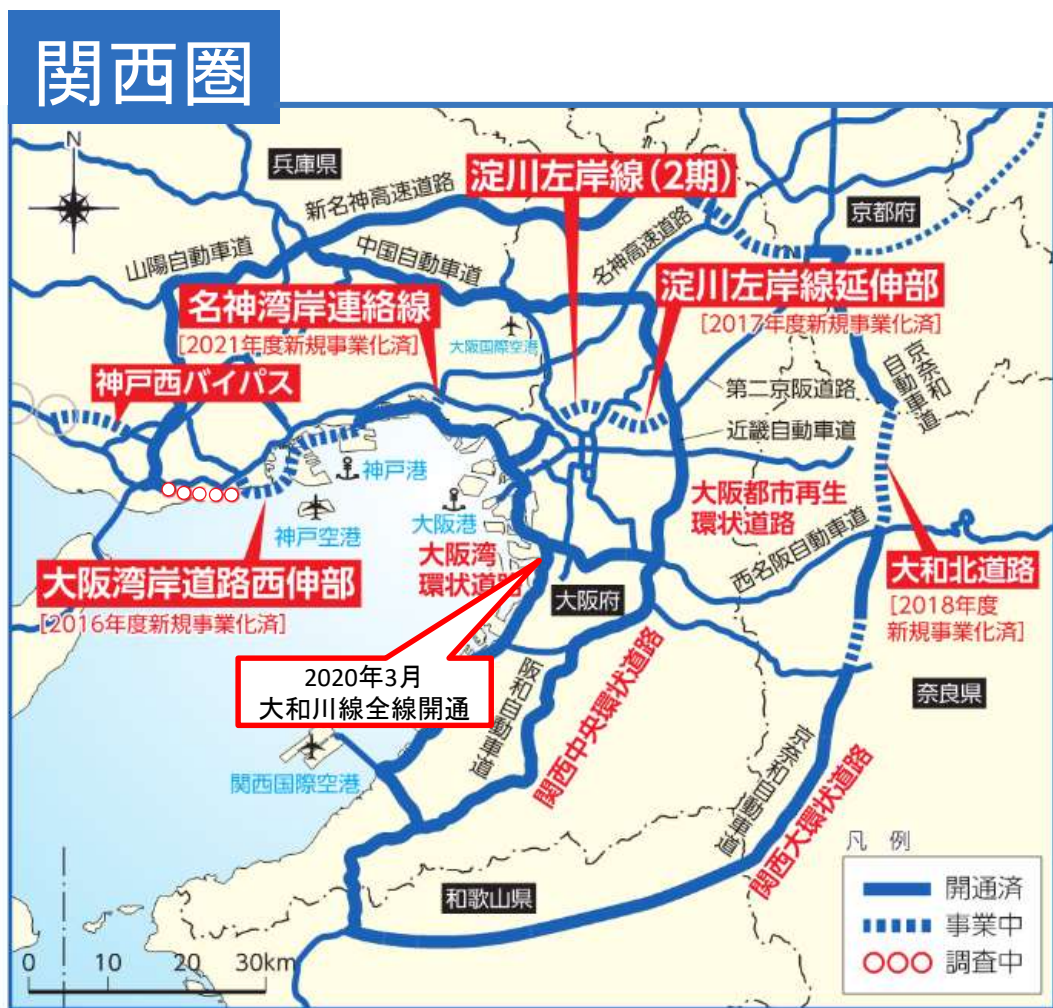 関西圏
N
兵庫県
新名神高速道路
淀川左岸線(2期)
京都府
山陽自動車道
中国自動車道
名神高速道路
名神湾岸連絡線
[2021年度新規事業化済]
大阪国際空港
淀川左岸線延伸部
[2017年度新規事業化済]
神戸西バイパス
第二京阪道路
京奈和
自動車道
近畿自動車道
神戸港
神戸空港
大阪港
大阪都市再生
環状道路
大阪湾岸道路西伸部
[2016年度新規事業化済]
大阪湾
環状道路
大阪府
西名阪自動車道
大和北道路
[2018年度
新規事業化済]
2020年3月
大和川線全線開通
奈良県
阪和自動車道
関西中央環状道路
関西国際空港
京奈和自動車道
関西大環状道路
和歌山県
凡 例
開通済
事業中
調査中
0 10 20 30km